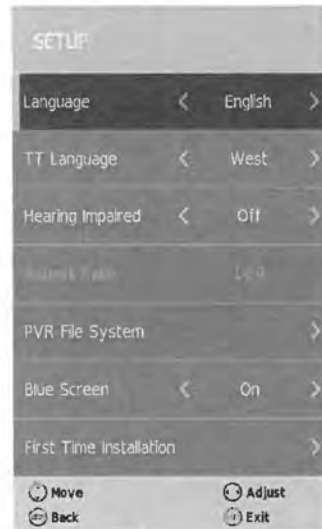 SETUP
Language < English >
TT Language < West >
Hearing Impaired < Off >
PVR File System >
Blue Screen < On >
First Time Installation >
Move Adjust
Back Exit